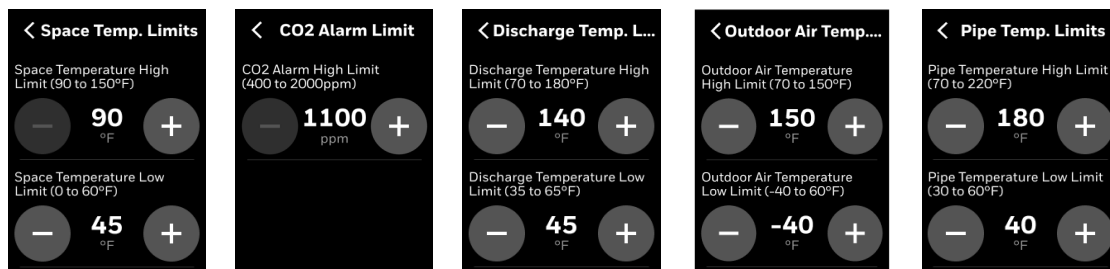 < Space Temp. Limits
Space Temperature High
Limit (90 to 150°F)
− 90 +
°F
Space Temperature Low
Limit (0 to 60°F)
− 45 +
°F
< CO2 Alarm Limit
CO2 Alarm High Limit
(400 to 2000ppm)
− 1100 +
ppm
< Discharge Temp. L...
Discharge Temperature High
Limit (70 to 180°F)
− 140 +
°F
Discharge Temperature Low
Limit (35 to 65°F)
− 45 +
°F
< Outdoor Air Temp....
Outdoor Air Temperature
High Limit (70 to 150°F)
− 150 +
°F
Outdoor Air Temperature
Low Limit (-40 to 60°F)
− -40 +
°F
< Pipe Temp. Limits
Pipe Temperature High Limit
(70 to 220°F)
− 180 +
°F
Pipe Temperature Low Limit
(30 to 60°F)
− 40 +
°F